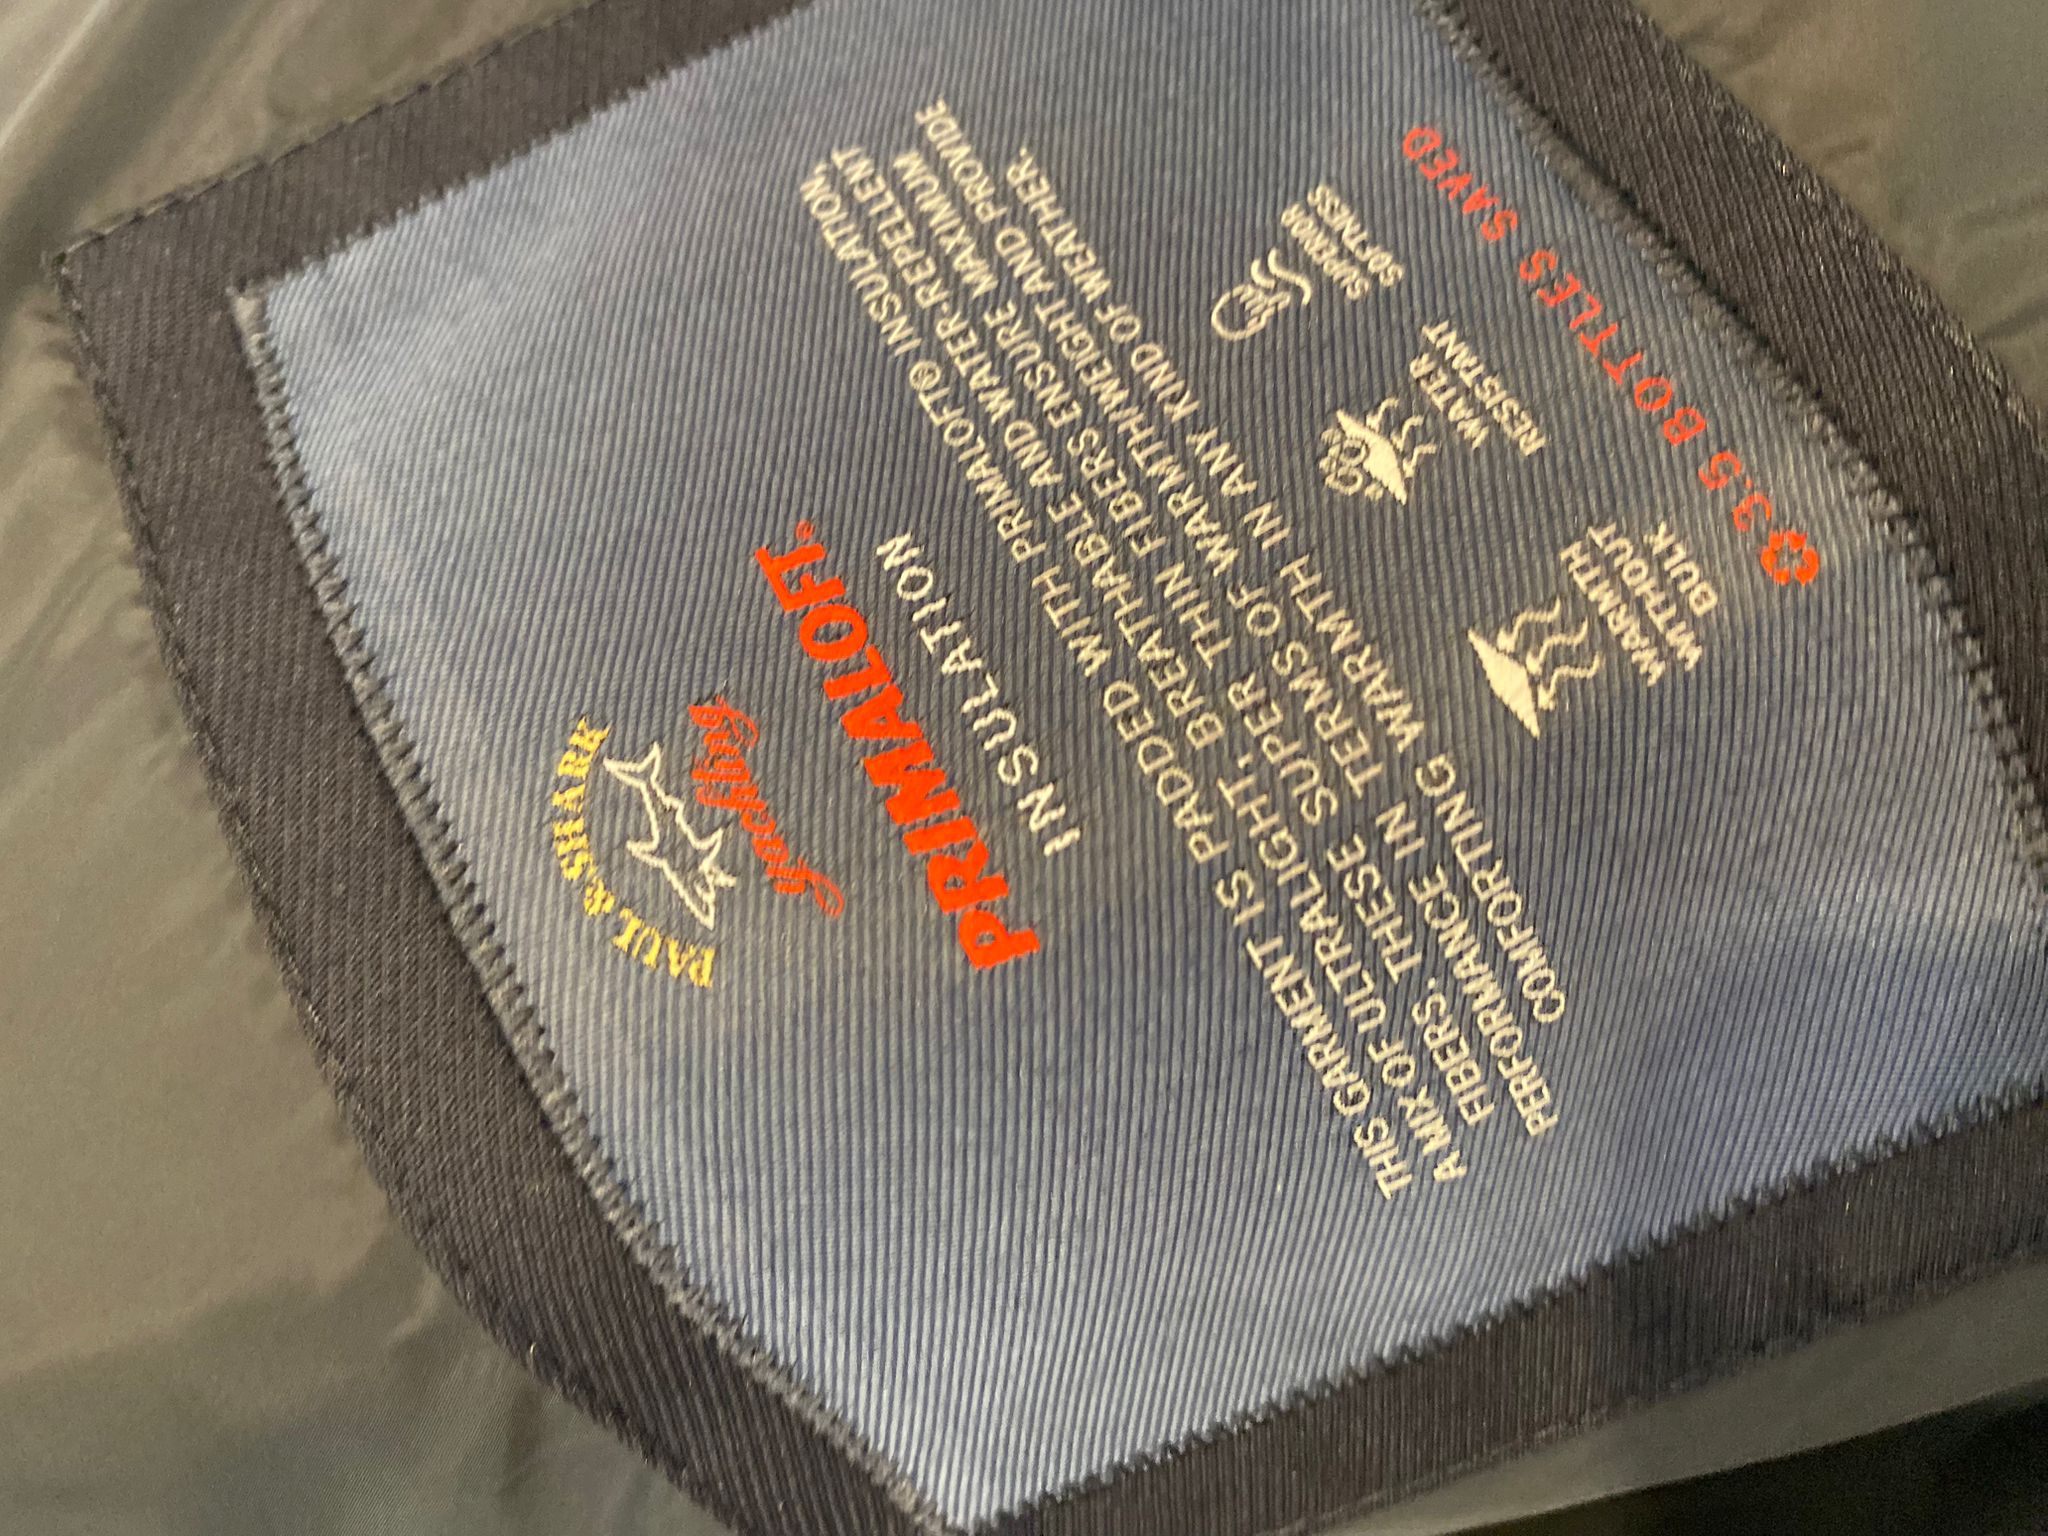 PAUL & SHARK
yachting
PRIMALOFT®
INSULATION
THIS GARMENT IS PADDED WITH PRIMALOFT® INSULATION,
A MIX OF ULTRALIGHT, BREATHABLE AND WATER-REPELLENT
FIBERS. THESE SUPER THIN FIBERS ENSURE MAXIMUM
PERFORMANCE IN TERMS OF WARMTH/WEIGHT AND PROVIDE
COMFORTING WARMTH IN ANY KIND OF WEATHER.
WARMTH
WITHOUT
BULK
WATER
RESISTANT
SUPERIOR
SOFTNESS
3.5 BOTTLES SAVED